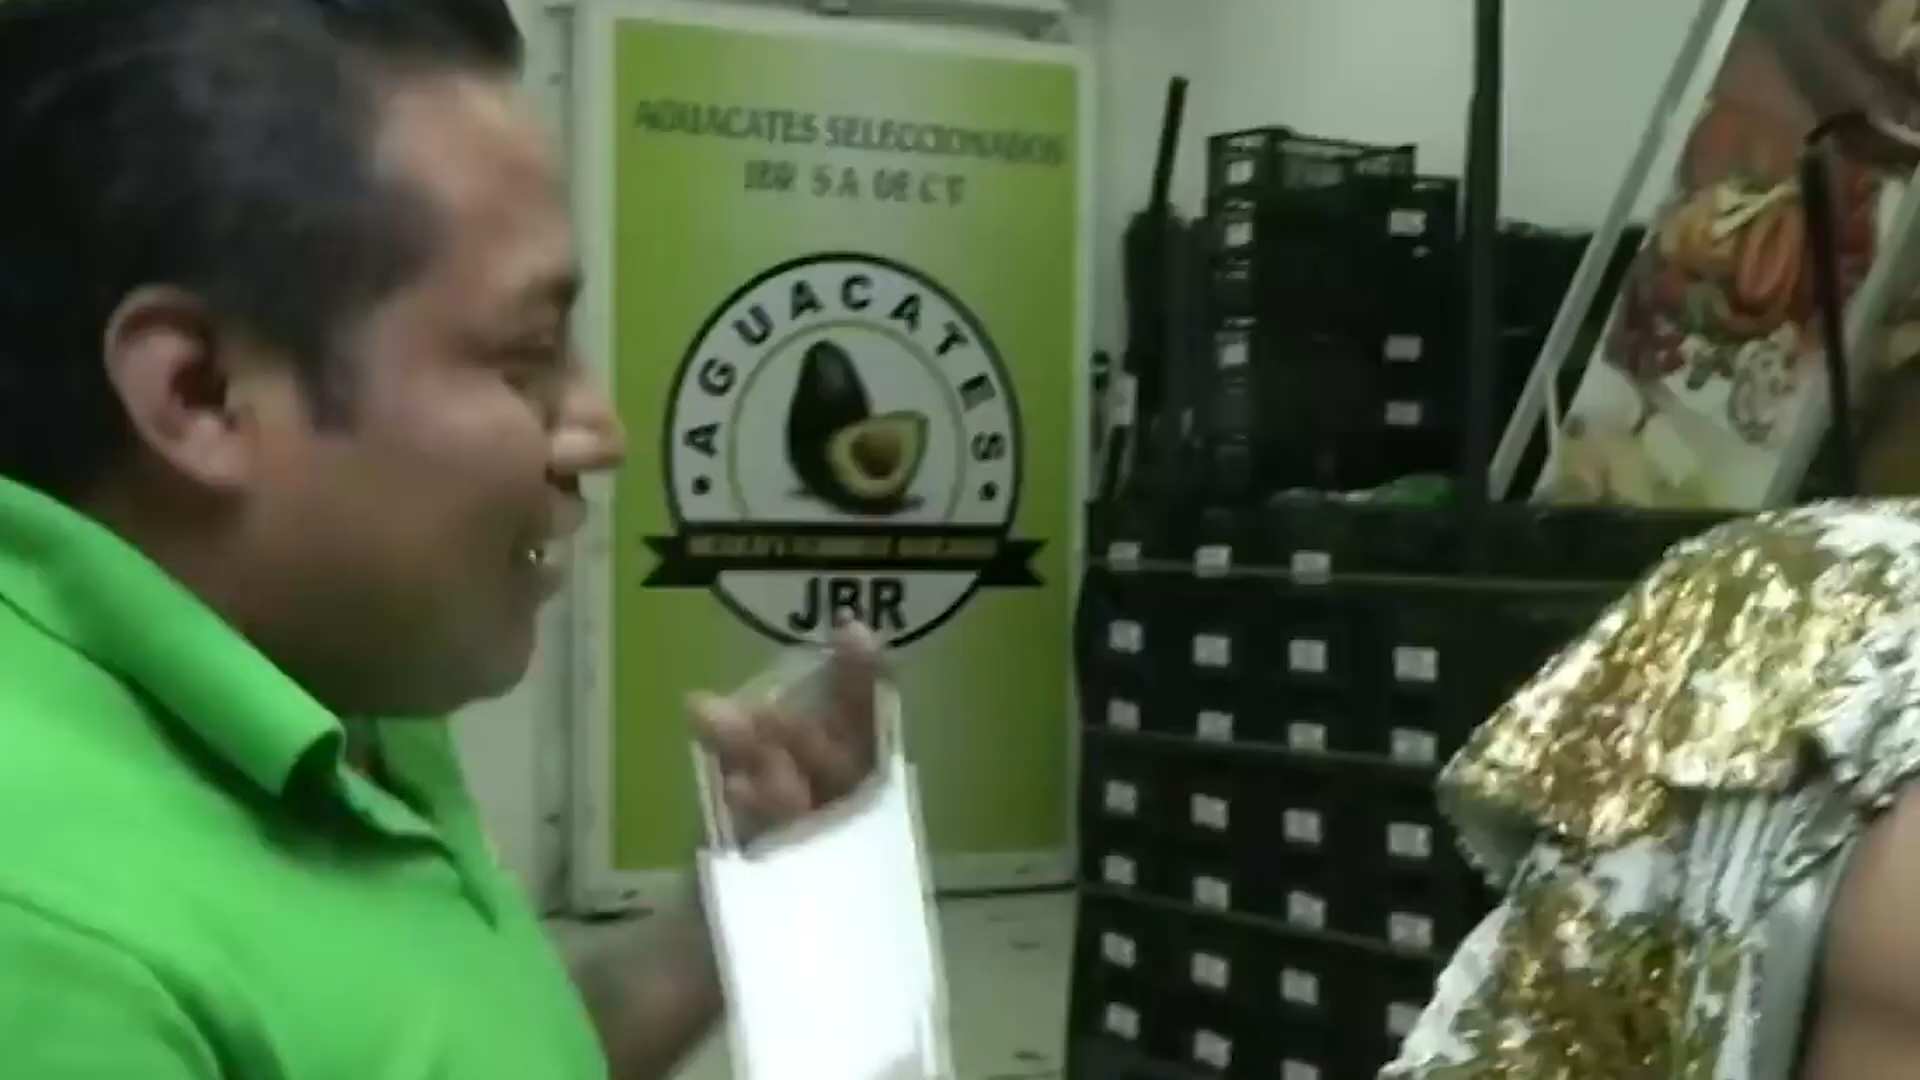 AGUACATES SELECCIONADOS
JBR S.A. DE C.V.
AGUACATES
JBR